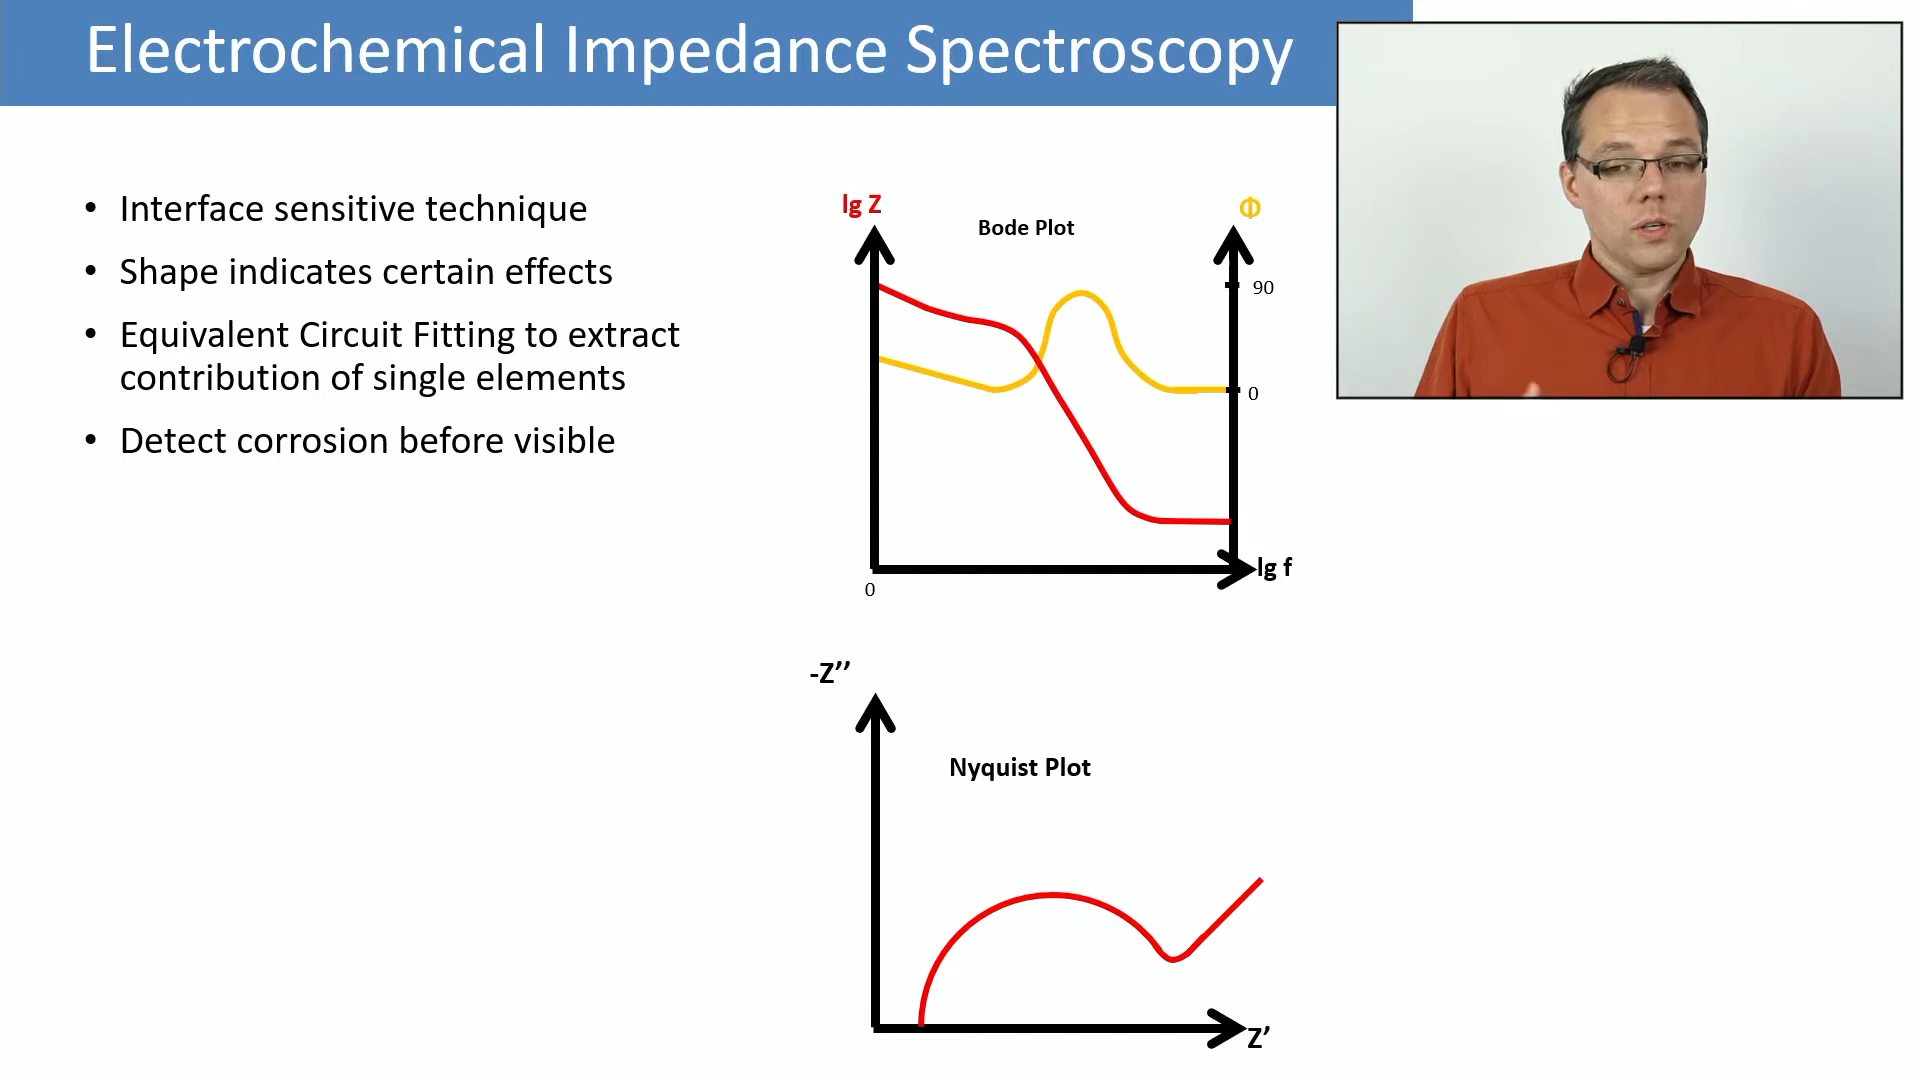 Electrochemical Impedance Spectroscopy
• Interface sensitive technique
• Shape indicates certain effects
• Equivalent Circuit Fitting to extract
contribution of single elements
• Detect corrosion before visible
lg Z
Bode Plot
Φ
90
0
lg f
0
-Z’’
Nyquist Plot
Z’